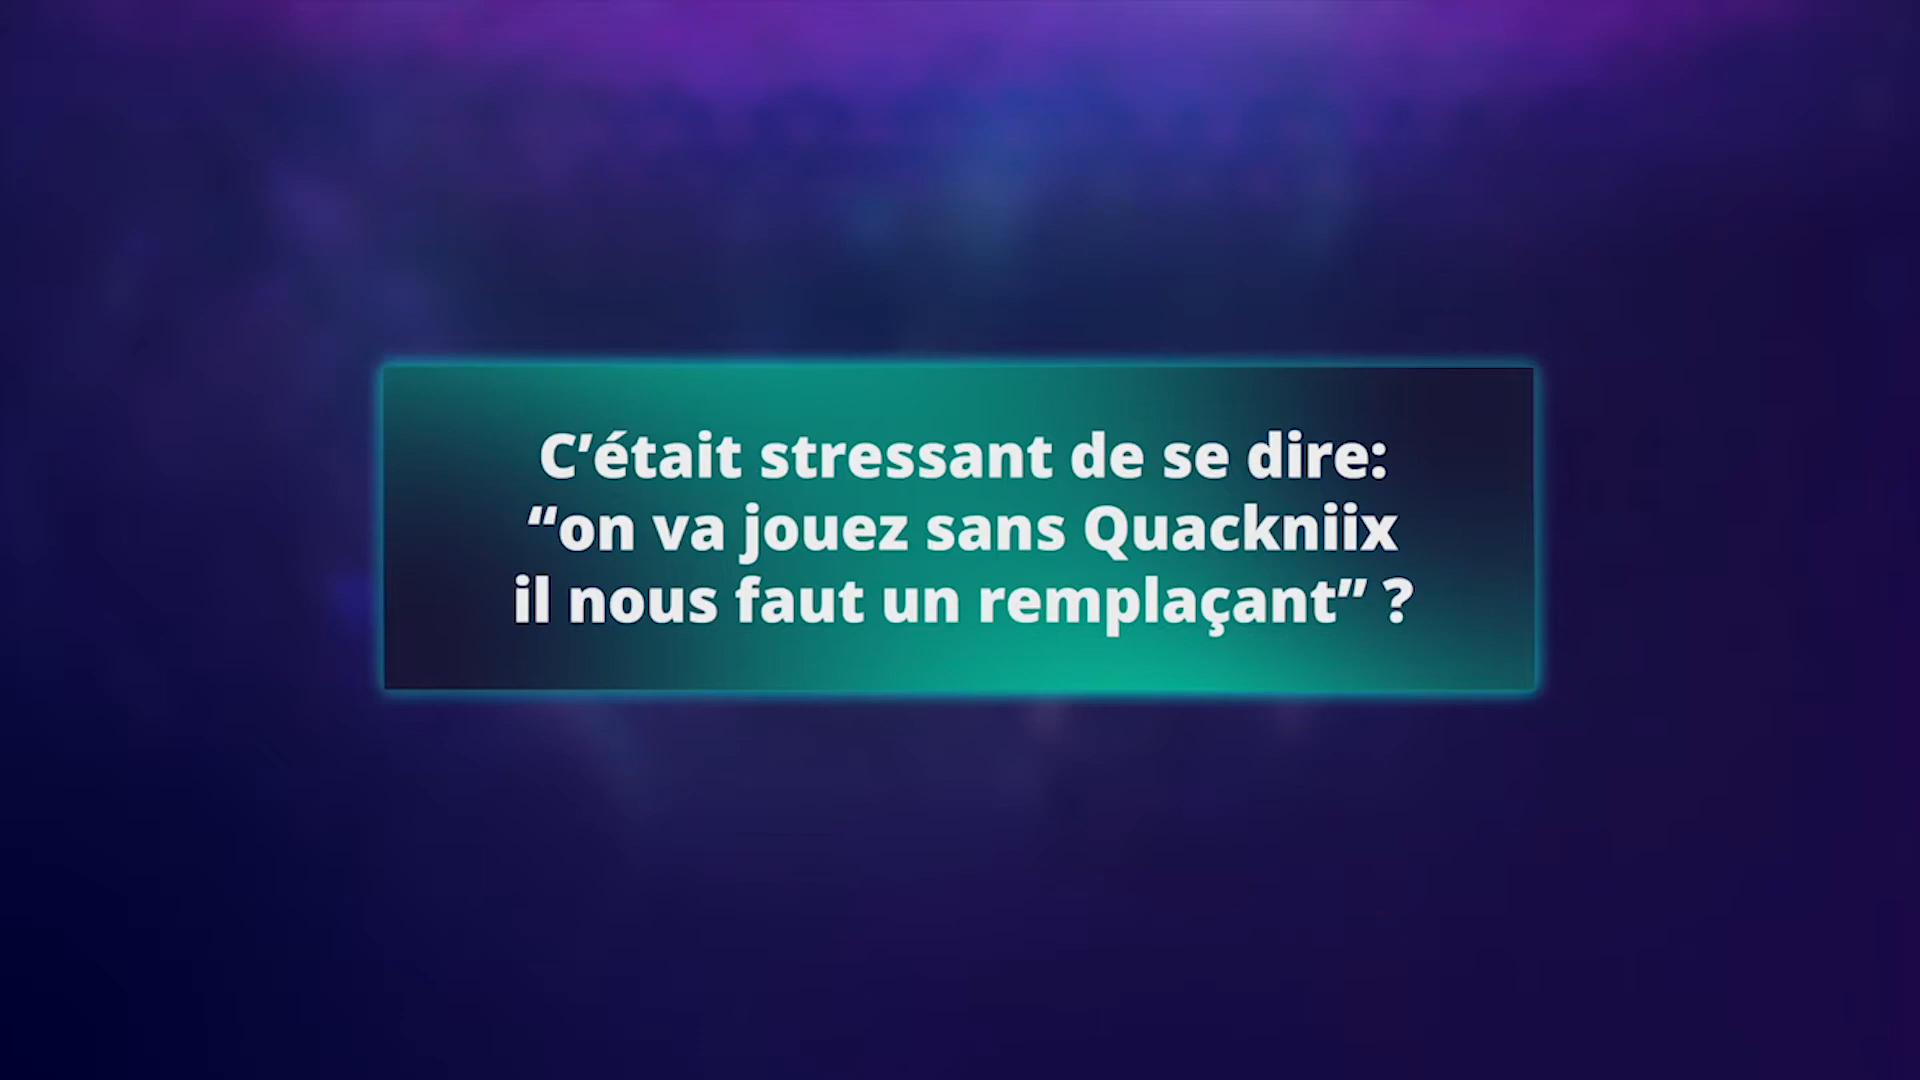 C’était stressant de se dire:
“on va jouez sans Quackniix
il nous faut un remplaçant” ?